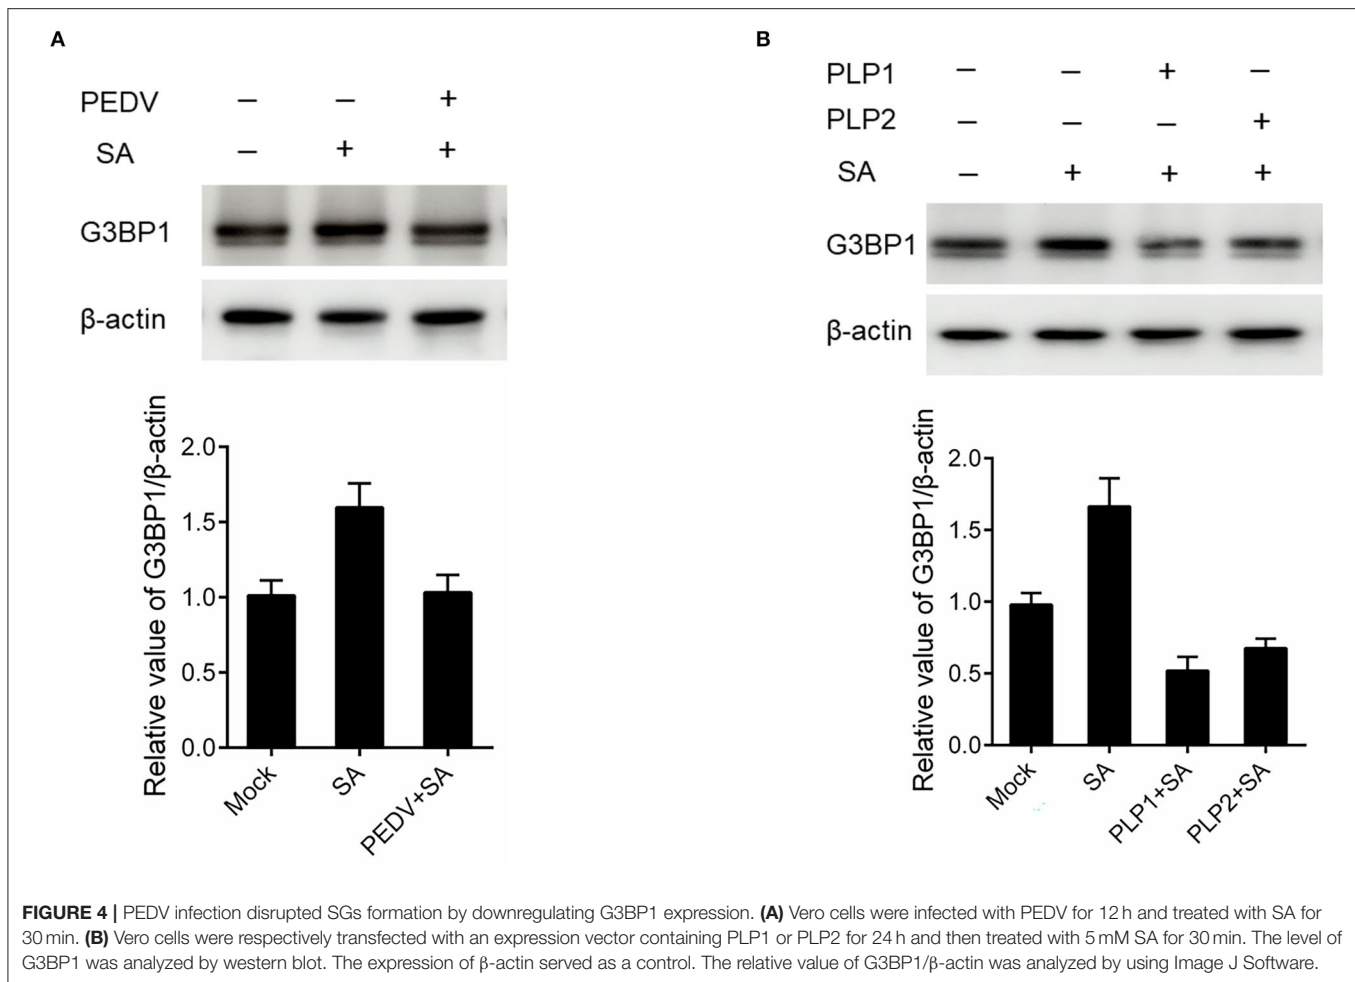 A
PEDV – – +
SA – + +
G3BP1
β-actin
Relative value of G3BP1/β-actin
2.0
1.5
1.0
0.5
0.0
Mock
SA
PEDV+SA
B
PLP1 – – + –
PLP2 – – – +
SA – + + +
G3BP1
β-actin
Relative value of G3BP1/β-actin
2.0
1.5
1.0
0.5
0.0
Mock
SA
PLP1+SA
PLP2+SA
FIGURE 4 | PEDV infection disrupted SGs formation by downregulating G3BP1 expression. (A) Vero cells were infected with PEDV for 12 h and treated with SA for
30 min. (B) Vero cells were respectively transfected with an expression vector containing PLP1 or PLP2 for 24 h and then treated with 5 mM SA for 30 min. The level of
G3BP1 was analyzed by western blot. The expression of β-actin served as a control. The relative value of G3BP1/β-actin was analyzed by using Image J Software.